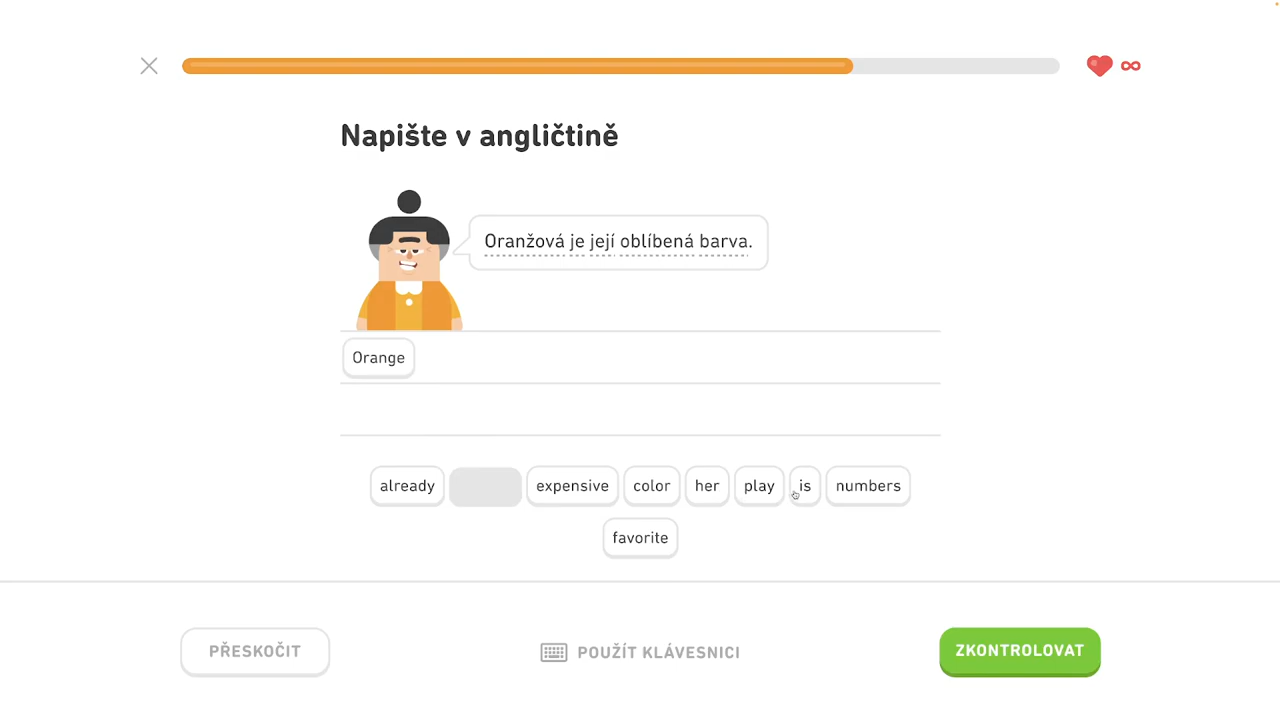 Napište v angličtině
Oranžová je její oblíbená barva.
Orange
already expensive color her play is numbers
favorite
PŘESKOČIT POUŽÍT KLÁVESNICI ZKONTROLOVAT